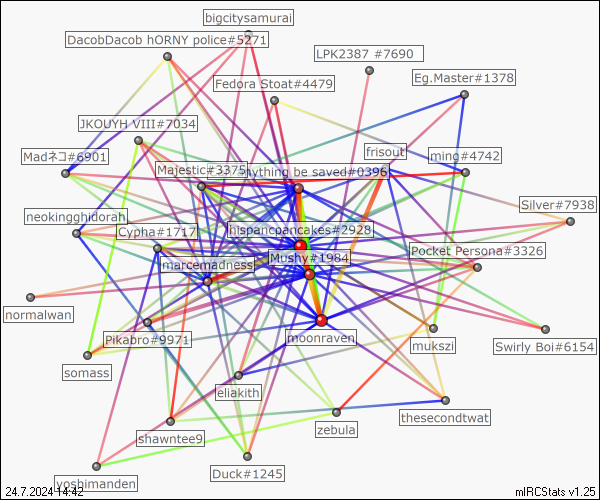 bigcitysamurai
DacobDacob hORNY police#5271
LPK2387 #7690
Eg.Master#1378
Fedora Stoat#4479
JKOUYH VIII#7034
frisouti
Madネコ#6901
ming#4742
Majestic#3375
nything be saved#0396
Silver#7938
neokingghidorah
hispancpancakes#2928
Cypha#1717
Pocket Persona#3326
Mushy#1984
marcemadness
normalwan
Pikabro#9971
moonraven
mukszi
Swirly Boi#6154
somass
eliakith
thesecondtwat
zebula
shawntee9
Duck#1245
yoshimanden
24.7.2024 14:42
mIRCStats v1.25